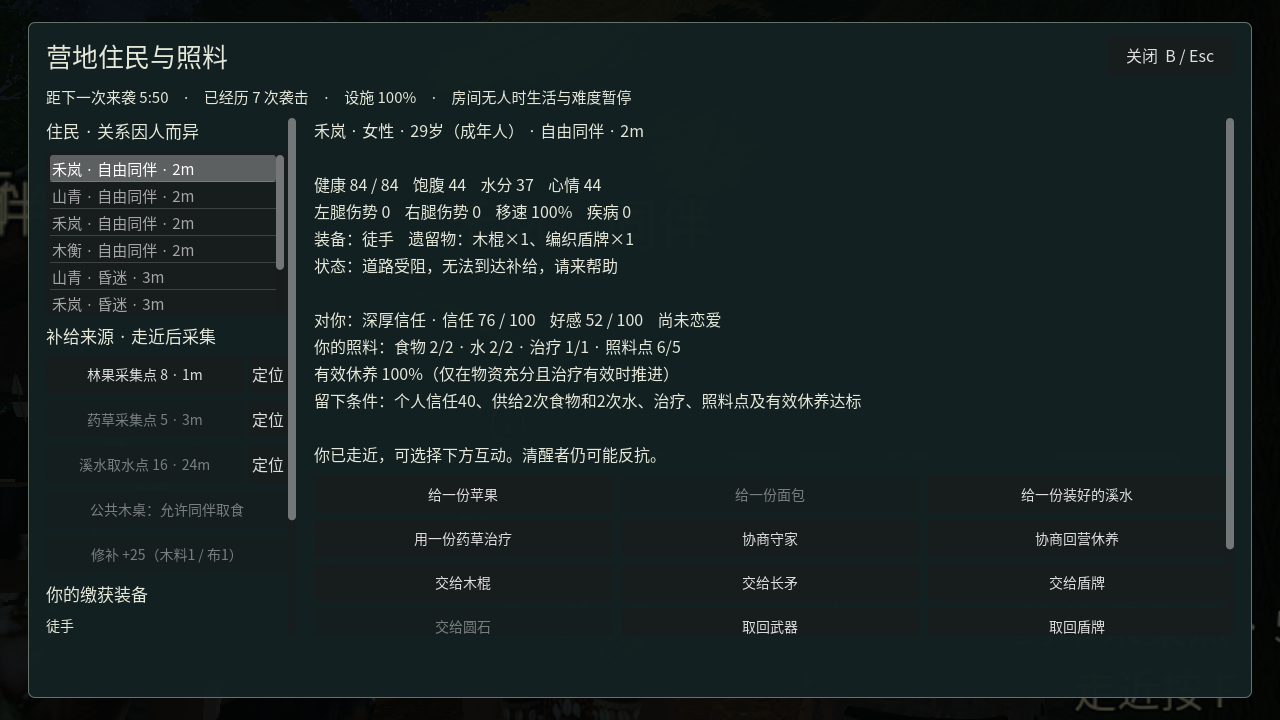 营地住民与照料
关闭 B / Esc
距下一次来袭 5:50 · 已经历 7 次袭击 · 设施 100% · 房间无人时生活与难度暂停
住民 · 关系因人而异
禾岚 · 自由同伴 · 2m
山青 · 自由同伴 · 2m
禾岚 · 自由同伴 · 2m
木衡 · 自由同伴 · 2m
山青 · 昏迷 · 3m
禾岚 · 昏迷 · 3m
补给来源 · 走近后采集
林果采集点 8 · 1m 定位
药草采集点 5 · 3m 定位
溪水取水点 16 · 24m 定位
公共木桌：允许同伴取食
修补 +25（木料1 / 布1）
你的缴获装备
徒手
禾岚 · 女性 · 29岁（成年人） · 自由同伴 · 2m
健康 84 / 84 饱腹 44 水分 37 心情 44
左腿伤势 0 右腿伤势 0 移速 100% 疾病 0
装备：徒手 遗留物：木棍×1、编织盾牌×1
状态：道路受阻，无法到达补给，请来帮助
对你：深厚信任 · 信任 76 / 100 好感 52 / 100 尚未恋爱
你的照料：食物 2/2 · 水 2/2 · 治疗 1/1 · 照料点 6/5
有效休养 100%（仅在物资充分且治疗有效时推进）
留下条件：个人信任40、供给2次食物和2次水、治疗、照料点及有效休养达标
你已走近，可选择下方互动。清醒者仍可能反抗。
给一份苹果 给一份面包 给一份装好的溪水
用一份药草治疗 协商守家 协商回营休养
交给木棍 交给长矛 交给盾牌
交给圆石 取回武器 取回盾牌
走近按 F